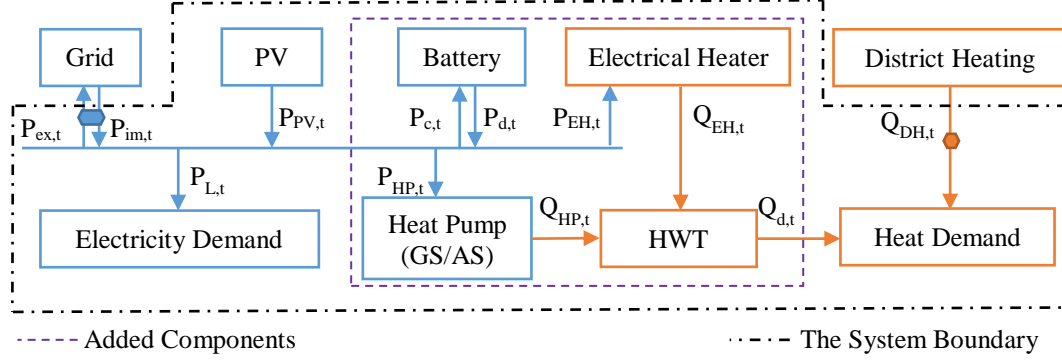 Grid
PV
Battery
Electrical Heater
District Heating
P_ex,t
P_im,t
P_PV,t
P_c,t
P_d,t
P_EH,t
Q_EH,t
Q_DH,t
P_L,t
P_HP,t
Electricity Demand
Heat Pump
(GS/AS)
Q_HP,t
HWT
Q_d,t
Heat Demand
Added Components
The System Boundary